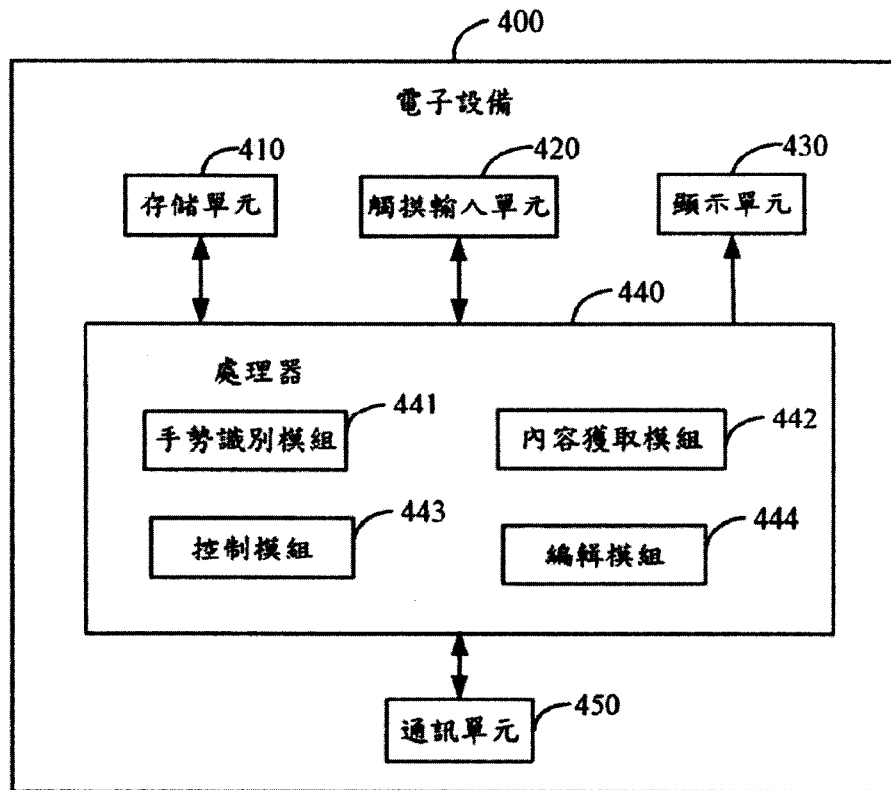 400
電子設備
410
420
430
存儲單元
觸摸輸入單元
顯示單元
440
處理器
441
442
手勢識別模組
內容獲取模組
443
444
控制模組
編輯模組
450
通訊單元